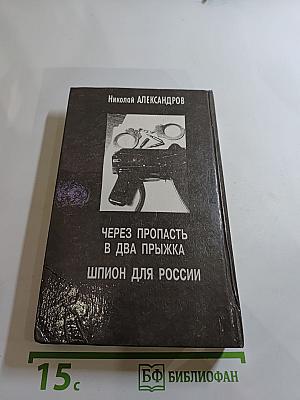 Николай АЛЕКСАНДРОВ
ЧЕРЕЗ ПРОПАСТЬ
В ДВА ПРЫЖКА
ШПИОН ДЛЯ РОССИИ
15с
БФ БИБЛИОФАН